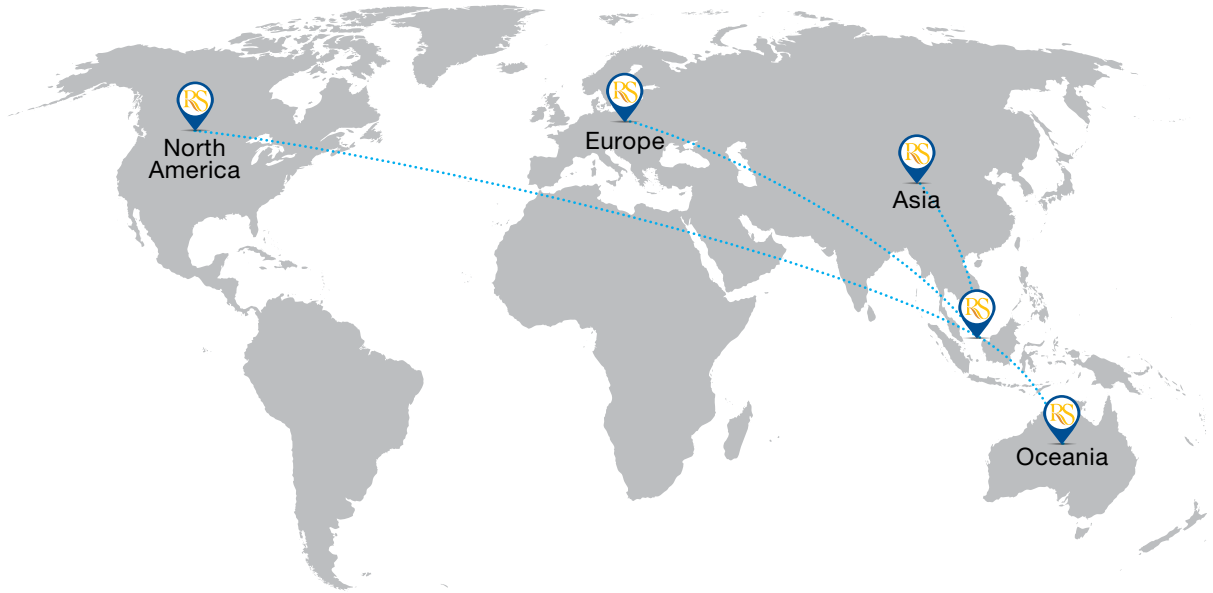 RS
North
America
RS
Europe
RS
Asia
RS
RS
Oceania